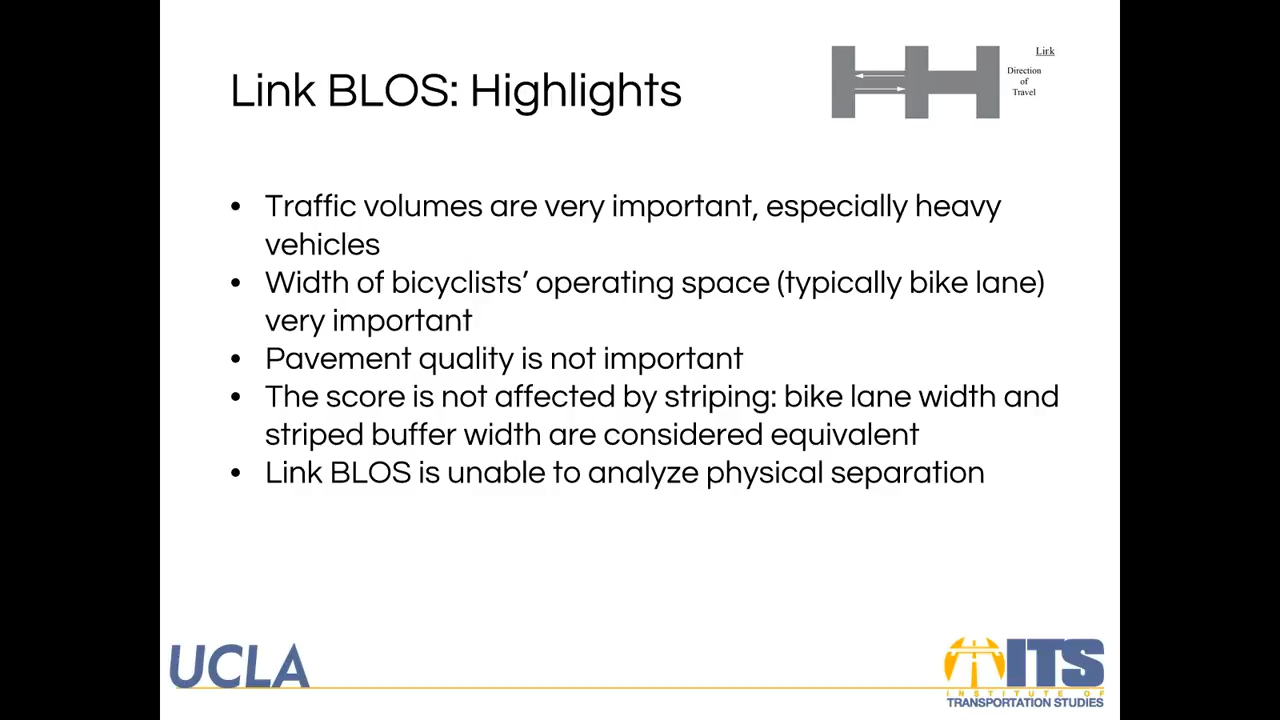 Link BLOS: Highlights
Lirk
Direction
of
Travel
• Traffic volumes are very important, especially heavy
vehicles
• Width of bicyclists’ operating space (typically bike lane)
very important
• Pavement quality is not important
• The score is not affected by striping: bike lane width and
striped buffer width are considered equivalent
• Link BLOS is unable to analyze physical separation
UCLA
ITS
INSTITUTE OF
TRANSPORTATION STUDIES